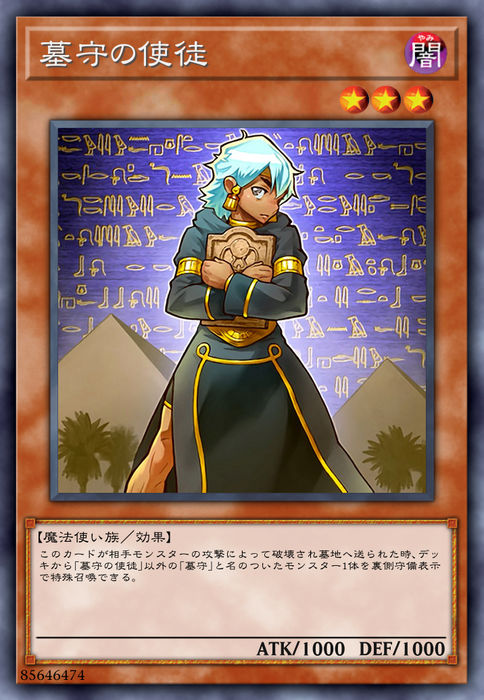 墓守の使徒
やみ
闇
【魔法使い族／効果】
このカードが相手モンスターの攻撃によって破壊され墓地へ送られた時、デッ
キから「墓守の使徒」以外の「墓守」と名のついたモンスター1体を裏側守備表示
で特殊召喚できる。
ATK/1000 DEF/1000
85646474